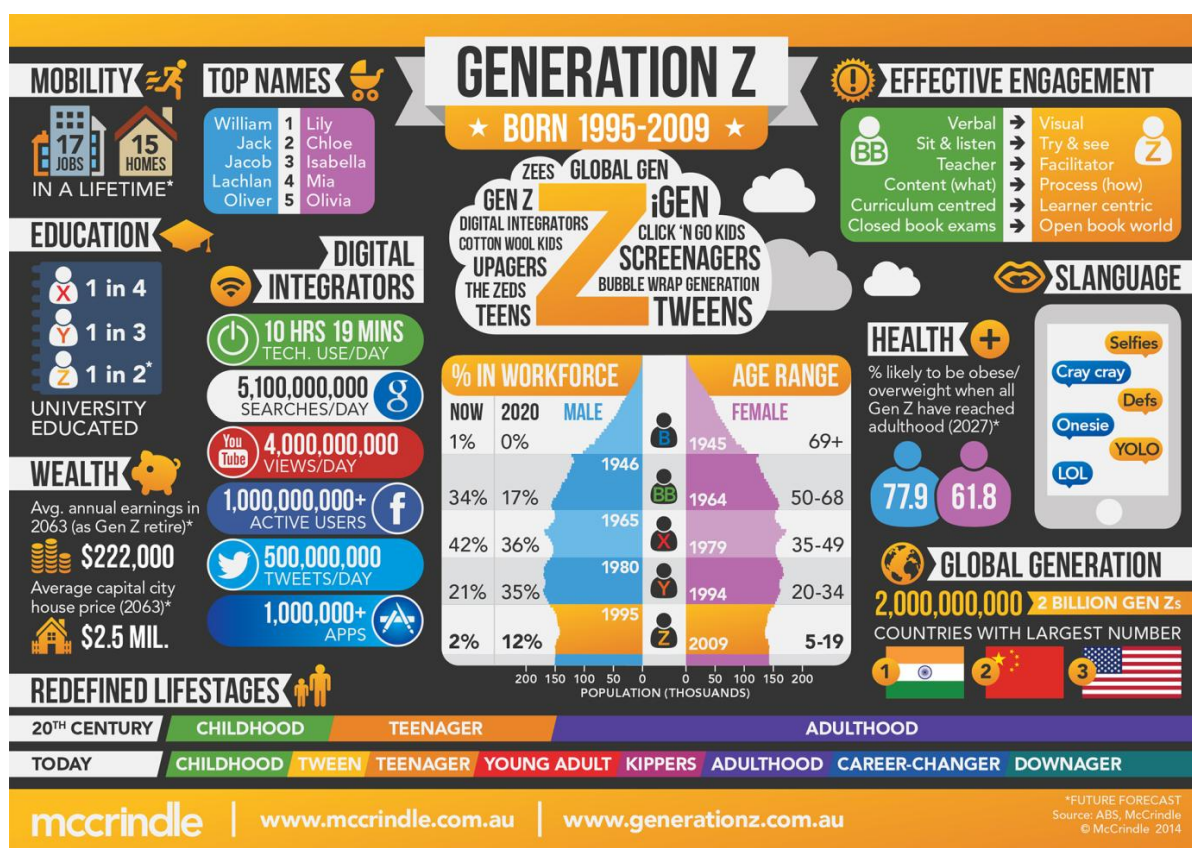 GENERATION Z
★ BORN 1995-2009 ★
MOBILITY
17 JOBS
15 HOMES
IN A LIFETIME*
TOP NAMES
William 1 Lily
Jack 2 Chloe
Jacob 3 Isabella
Lachlan 4 Mia
Oliver 5 Olivia
EDUCATION
X 1 in 4
Y 1 in 3
Z 1 in 2*
UNIVERSITY
EDUCATED
WEALTH
Avg. annual earnings in
2063 (as Gen Z retire)*
$222,000
Average capital city
house price (2063)*
$2.5 MIL.
DIGITAL
INTEGRATORS
10 HRS 19 MINS
TECH. USE/DAY
5,100,000,000
SEARCHES/DAY
g
You
Tube
4,000,000,000
VIEWS/DAY
1,000,000,000+
ACTIVE USERS
f
500,000,000
TWEETS/DAY
1,000,000+
APPS
ZEES GLOBAL GEN
GEN Z
iGEN
DIGITAL INTEGRATORS
CLICK 'N GO KIDS
COTTON WOOL KIDS
SCREENAGERS
UPAGERS
BUBBLE WRAP GENERATION
THE ZEDS
TEENS
TWEENS
Z
% IN WORKFORCE AGE RANGE
NOW 2020 MALE FEMALE
1% 0% B 1945 69+
1946
34% 17% BB 1964 50-68
1965
42% 36% X 1979 35-49
1980
21% 35% Y 1994 20-34
1995
2% 12% Z 2009 5-19
200 150 100 50 0 0 50 100 150 200
POPULATION (THOSUANDS)
EFFECTIVE ENGAGEMENT
BB
Z
Verbal → Visual
Sit & listen → Try & see
Teacher → Facilitator
Content (what) → Process (how)
Curriculum centred → Learner centric
Closed book exams → Open book world
HEALTH
% likely to be obese/
overweight when all
Gen Z have reached
adulthood (2027)*
77.9 61.8
SLANGUAGE
Selfies
Cray cray
Defs
Onesie
YOLO
LOL
GLOBAL GENERATION
2,000,000,000 2 BILLION GEN Zs
COUNTRIES WITH LARGEST NUMBER
1 2 3
REDEFINED LIFESTAGES
20TH CENTURY CHILDHOOD TEENAGER ADULTHOOD
TODAY CHILDHOOD TWEEN TEENAGER YOUNG ADULT KIPPERS ADULTHOOD CAREER-CHANGER DOWNAGER
mccrindle | www.mccrindle.com.au | www.generationz.com.au
*FUTURE FORECAST
Source: ABS, McCrindle
© McCrindle 2014